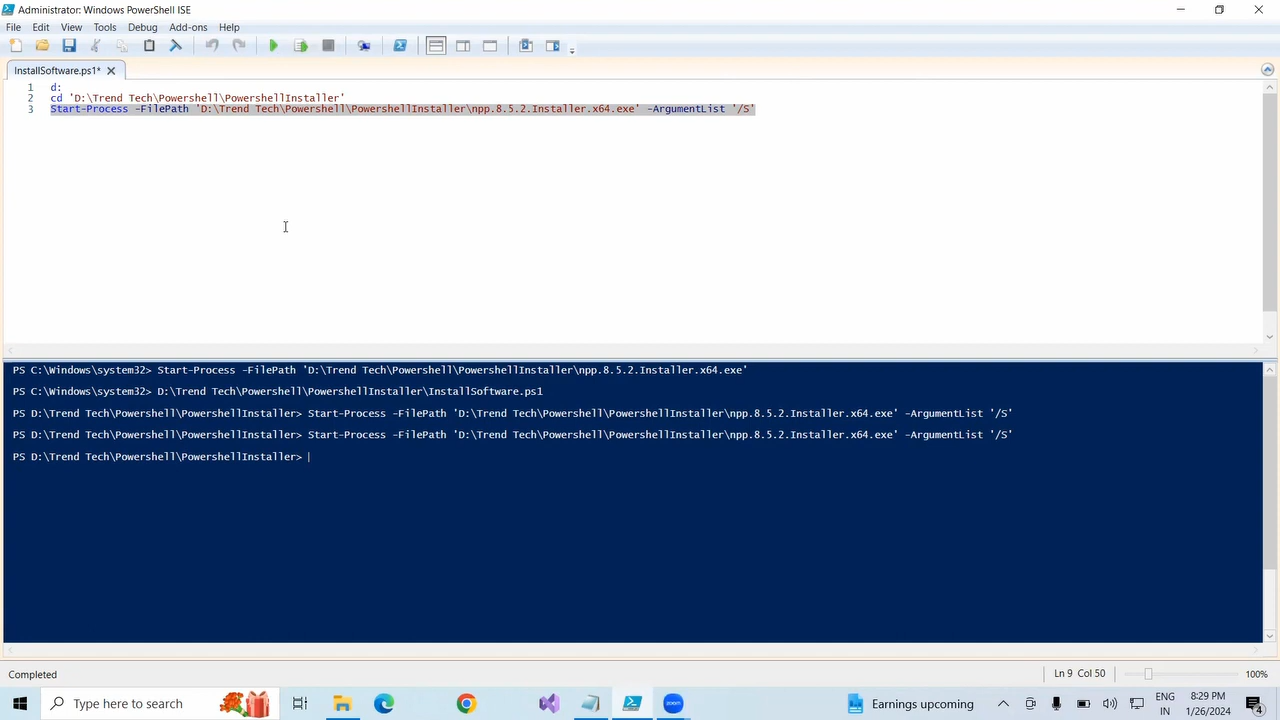 Administrator: Windows PowerShell ISE
File Edit View Tools Debug Add-ons Help
InstallSoftware.ps1*
1 d:
2 cd 'D:\Trend Tech\Powershell\PowershellInstaller'
3 Start-Process -FilePath 'D:\Trend Tech\Powershell\PowershellInstaller\npp.8.5.2.Installer.x64.exe' -ArgumentList '/S'
PS C:\Windows\system32> Start-Process -FilePath 'D:\Trend Tech\Powershell\PowershellInstaller\npp.8.5.2.Installer.x64.exe'
PS C:\Windows\system32> D:\Trend Tech\Powershell\PowershellInstaller\InstallSoftware.ps1
PS D:\Trend Tech\Powershell\PowershellInstaller> Start-Process -FilePath 'D:\Trend Tech\Powershell\PowershellInstaller\npp.8.5.2.Installer.x64.exe' -ArgumentList '/S'
PS D:\Trend Tech\Powershell\PowershellInstaller> Start-Process -FilePath 'D:\Trend Tech\Powershell\PowershellInstaller\npp.8.5.2.Installer.x64.exe' -ArgumentList '/S'
PS D:\Trend Tech\Powershell\PowershellInstaller>
Completed
Ln 9 Col 50
100%
Type here to search
zoom
Earnings upcoming
ENG
IN
8:29 PM
1/26/2024
4